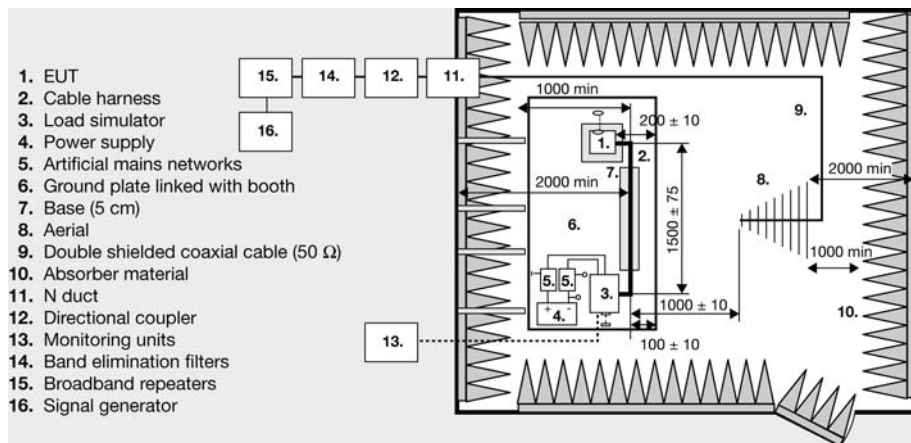 1. EUT
2. Cable harness
3. Load simulator
4. Power supply
5. Artificial mains networks
6. Ground plate linked with booth
7. Base (5 cm)
8. Aerial
9. Double shielded coaxial cable (50 Ω)
10. Absorber material
11. N duct
12. Directional coupler
13. Monitoring units
14. Band elimination filters
15. Broadband repeaters
16. Signal generator
15. 14. 12. 11.
16.
1000 min
9.
200 ± 10
1.
2.
7.
2000 min
8.
2000 min
6.
1500 ± 75
1000 min
5. 5.
3.
1000 ± 10
10.
+ 4. -
13.
100 ± 10